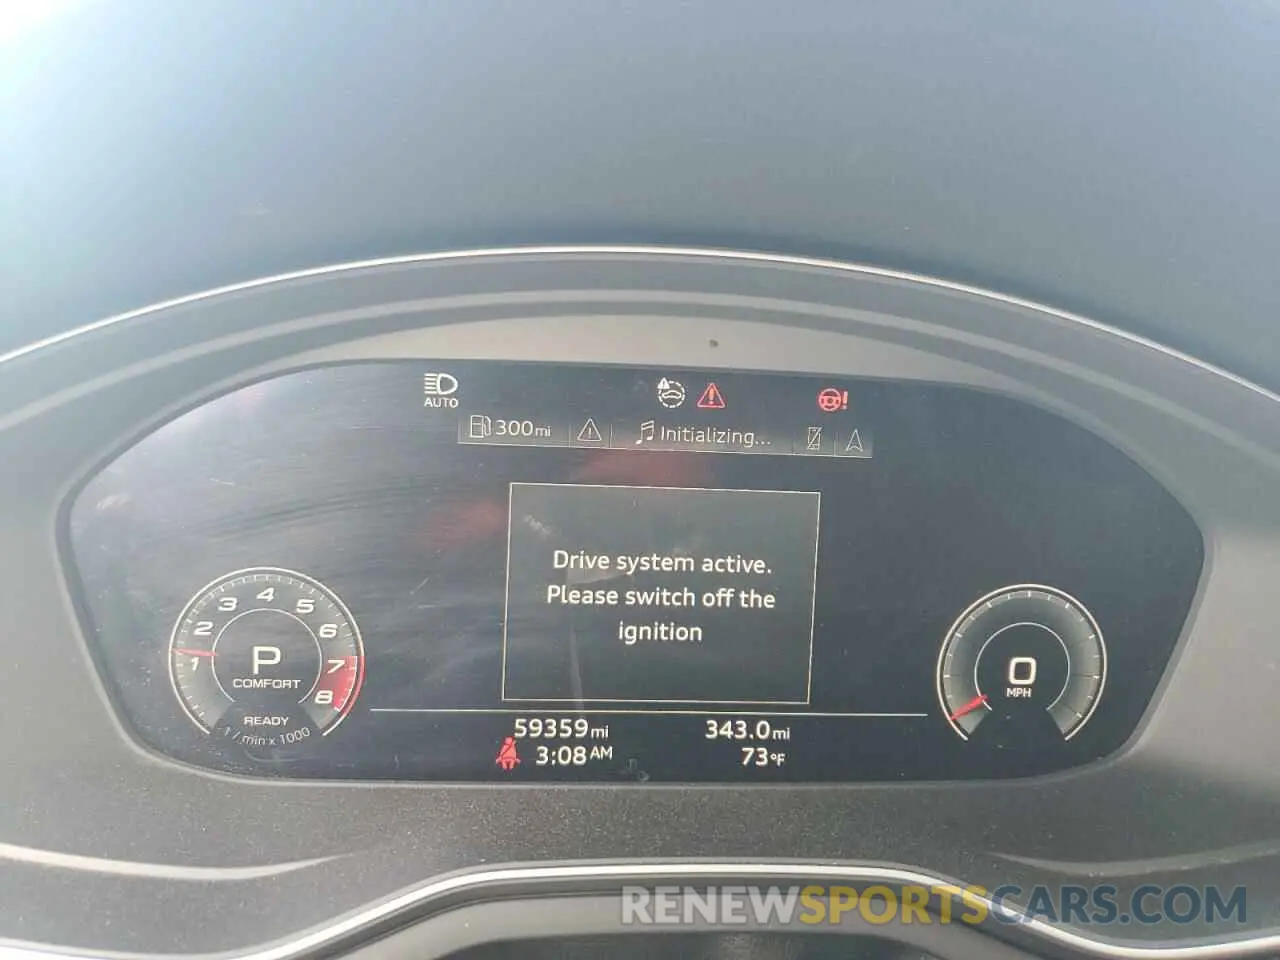 AUTO
300mi
Initializing...
Drive system active.
Please switch off the
ignition
1 2 3 4 5 6 7 8
P
COMFORT
READY
1 / min x 1000
0
MPH
59359mi 343.0mi
3:08AM 73°F
RENEWSPORTSCARS.COM